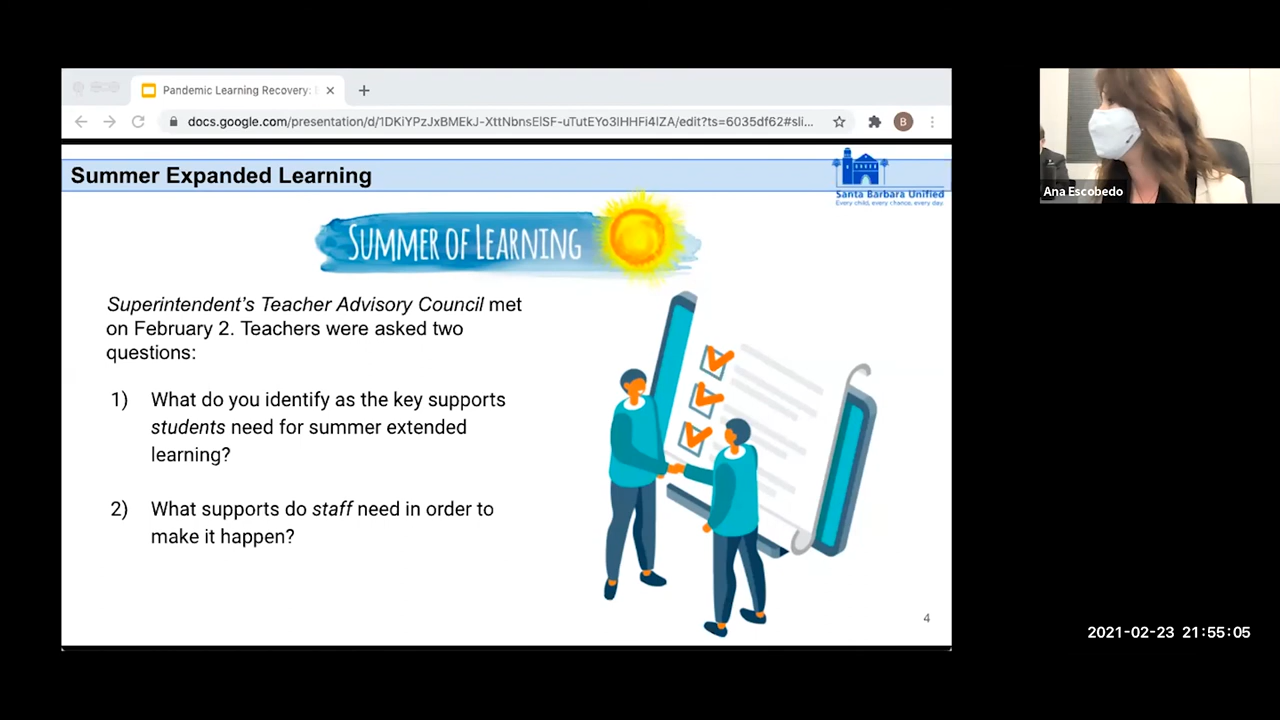 Pandemic Learning Recovery:
docs.google.com/presentation/d/1DKiYPzJxBMEkJ-XttNbnsElSF-uTutEYo3lHHFi4lZA/edit?ts=6035df62#sli...
B
Summer Expanded Learning
Santa Barbara Unified
Every child, every chance, every day
SUMMER OF LEARNING
Superintendent's Teacher Advisory Council met
on February 2. Teachers were asked two
questions:
1) What do you identify as the key supports
students need for summer extended
learning?
2) What supports do staff need in order to
make it happen?
4
Ana Escobedo
2021-02-23 21:55:05